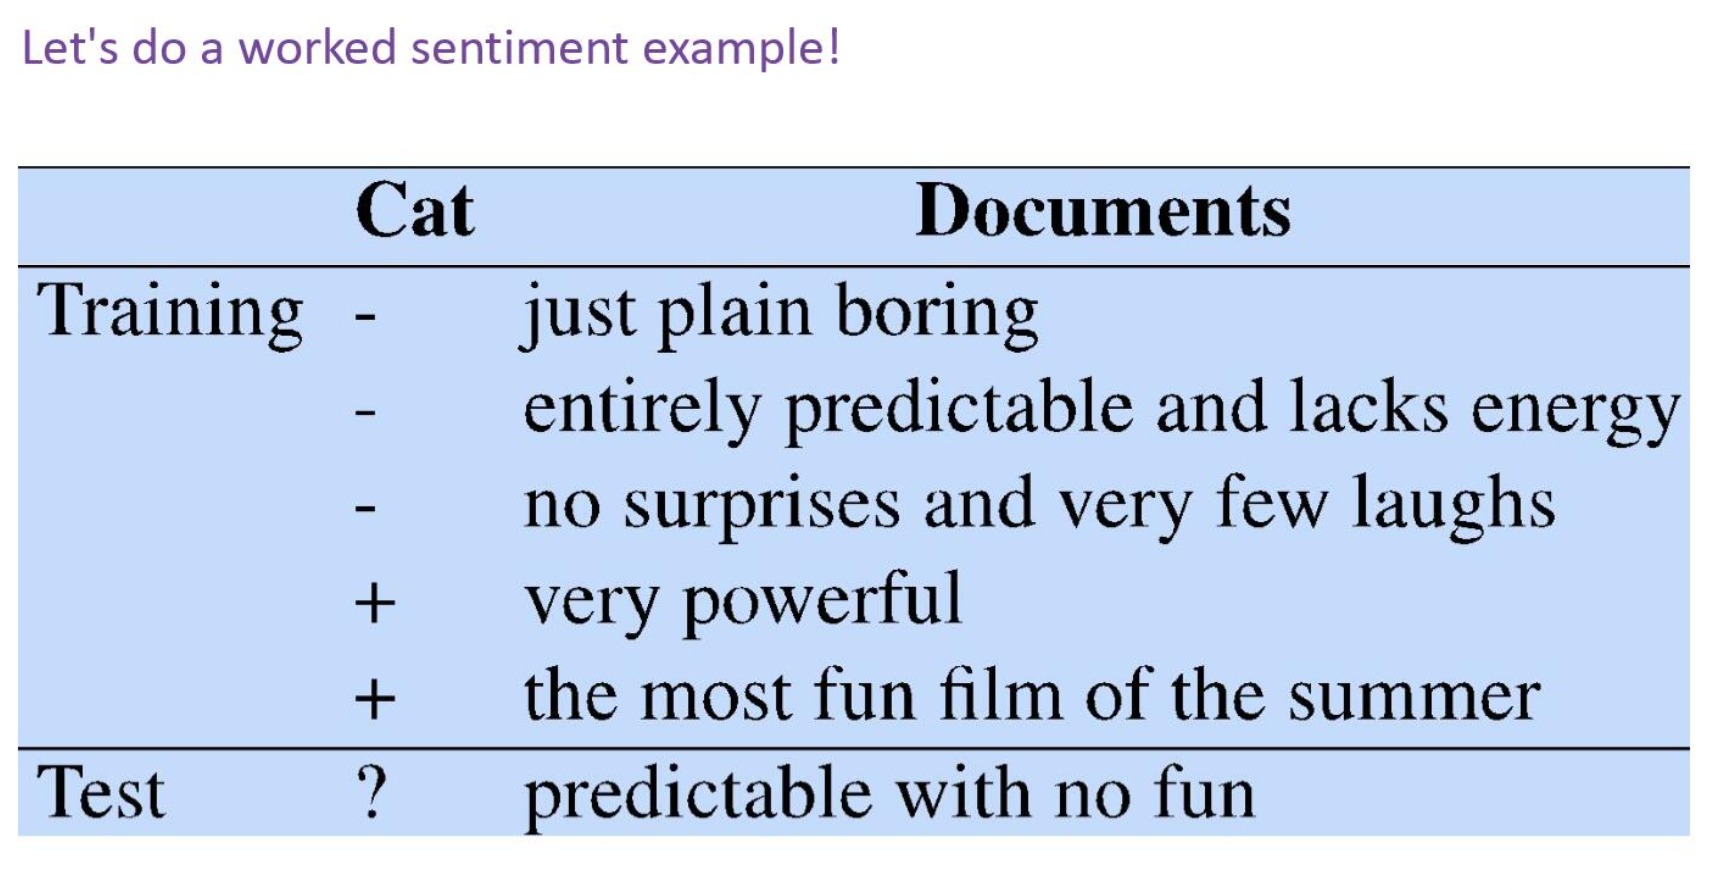 Let's do a worked sentiment example!
Cat Documents
Training - just plain boring
- entirely predictable and lacks energy
- no surprises and very few laughs
+ very powerful
+ the most fun film of the summer
Test ? predictable with no fun